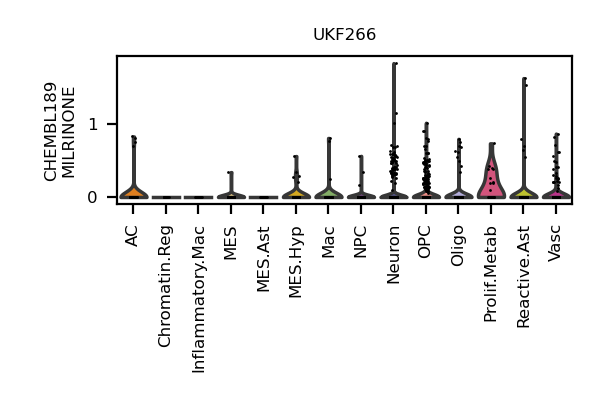 UKF266
CHEMBL189
MILRINONE
1
0
AC
Chromatin.Reg
Inflammatory.Mac
MES
MES.Ast
MES.Hyp
Mac
NPC
Neuron
OPC
Oligo
Prolif.Metab
Reactive.Ast
Vasc